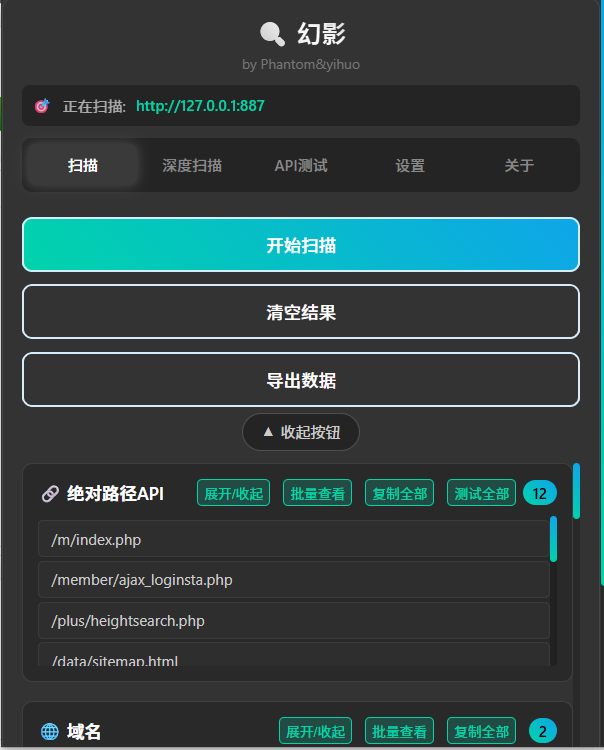 幻影
by Phantom&yihuo
正在扫描: http://127.0.0.1:887
扫描 深度扫描 API测试 设置 关于
开始扫描
清空结果
导出数据
▲ 收起按钮
绝对路径API 展开/收起 批量查看 复制全部 测试全部 12
/m/index.php
/member/ajax_loginsta.php
/plus/heightsearch.php
/data/sitemap.html
域名 展开/收起 批量查看 复制全部 2